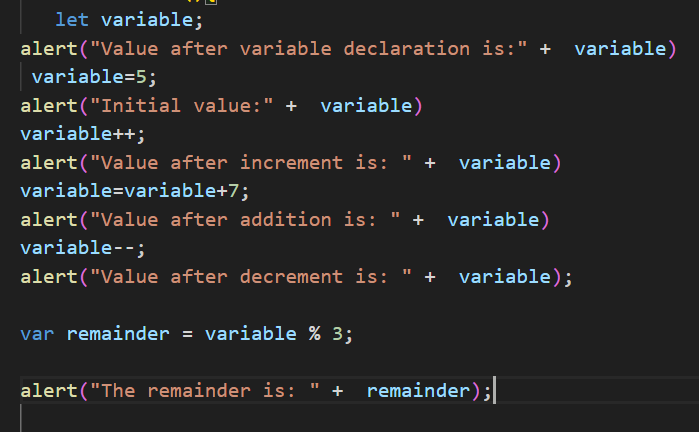 let variable;
alert("Value after variable declaration is:" +  variable)
variable=5;
alert("Initial value:" +  variable)
variable++;
alert("Value after increment is: " +  variable)
variable=variable+7;
alert("Value after addition is: " +  variable)
variable--;
alert("Value after decrement is: " +  variable);
var remainder = variable % 3;
alert("The remainder is: " +  remainder);